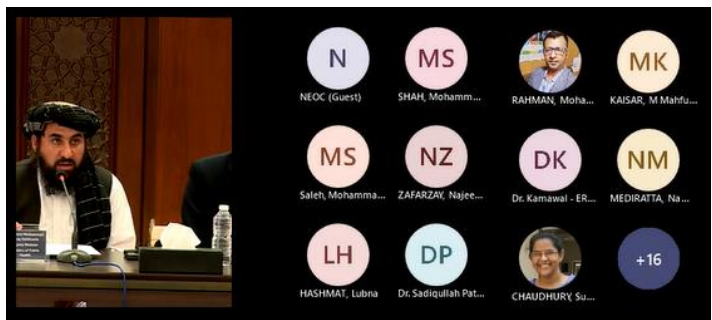 N
MS
MK
NEOC (Guest)
SHAH, Mohamm...
RAHMAN, Moha...
KAISAR, M Mahfu...
MS
NZ
DK
NM
Saleh, Mohamma...
ZAFARZAY, Najee...
Dr. Kamawal - ER...
MEDIRATTA, Na...
LH
DP
+16
HASHMAT, Lubna
Dr. Sadiqullah Pat...
CHAUDHURY, Su...